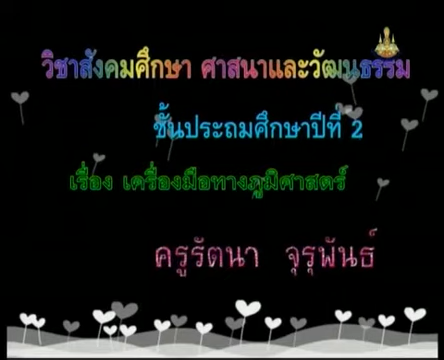 วิชาสังคมศึกษา ศาสนาและวัฒนธรรม
ชั้นประถมศึกษาปีที่ 2
เรื่อง เครื่องมือทางภูมิศาสตร์
ครูรัตนา จุรุพันธ์